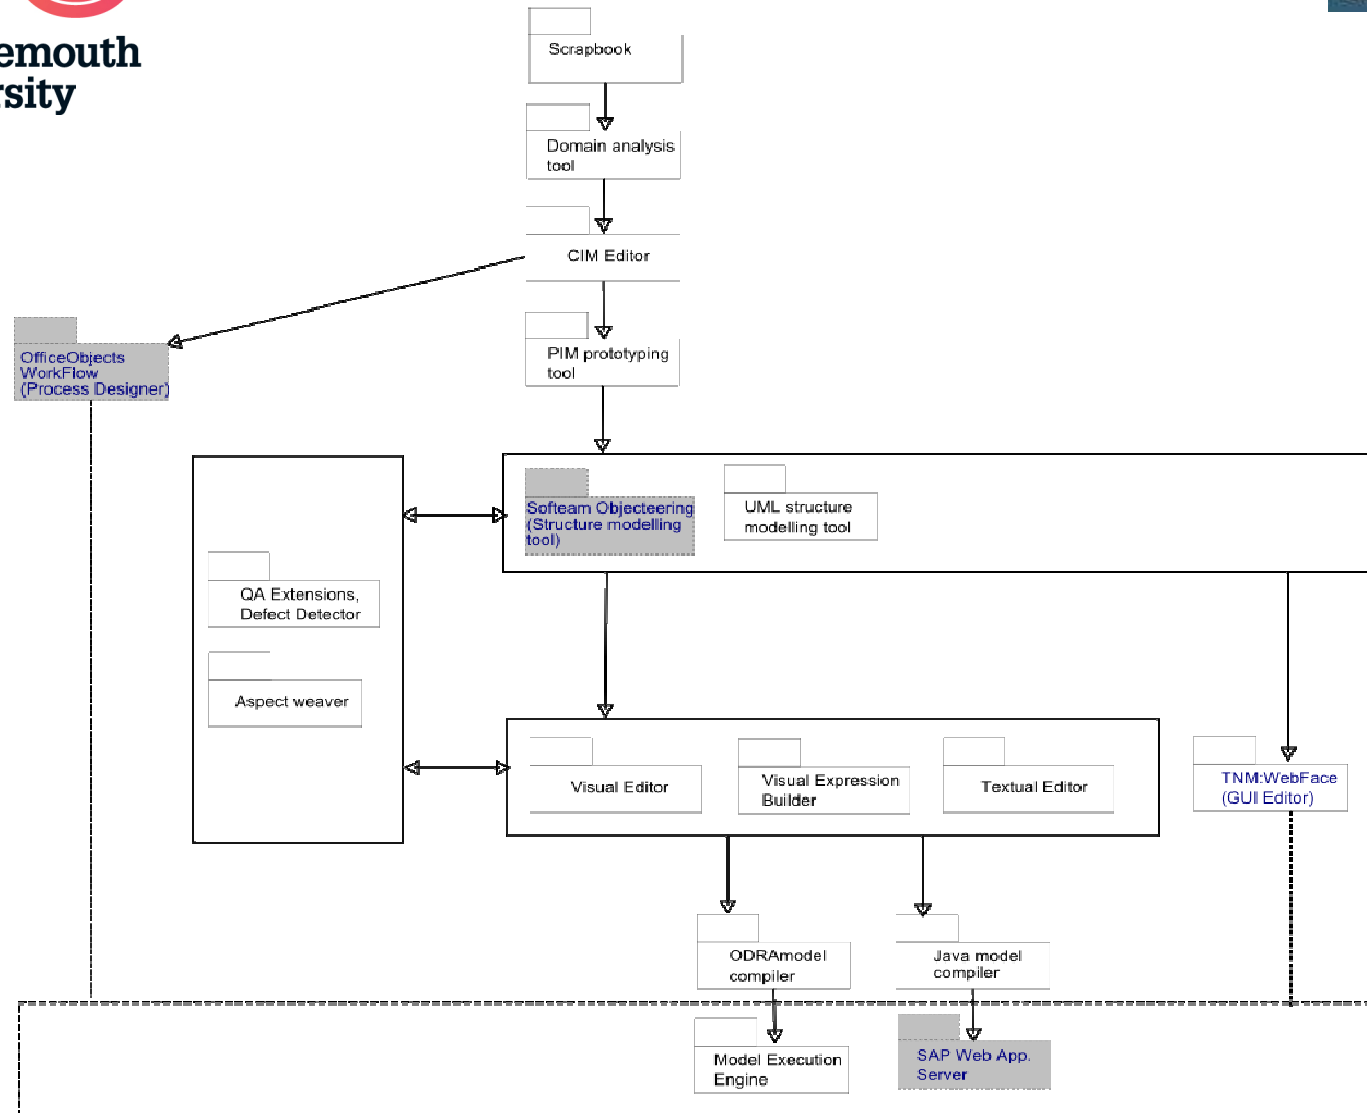 emouth
rsity
Scrapbook
Domain analysis
tool
CIM Editor
OfficeObjects
WorkFlow
(Process Designer)
PIM prototyping
tool
Softeam Objecteering
(Structure modelling
tool)
UML structure
modelling tool
QA Extensions,
Defect Detector
Aspect weaver
Visual Editor
Visual Expression
Builder
Textual Editor
TNM:WebFace
(GUI Editor)
ODRAmodel
compiler
Java model
compiler
Model Execution
Engine
SAP Web App.
Server